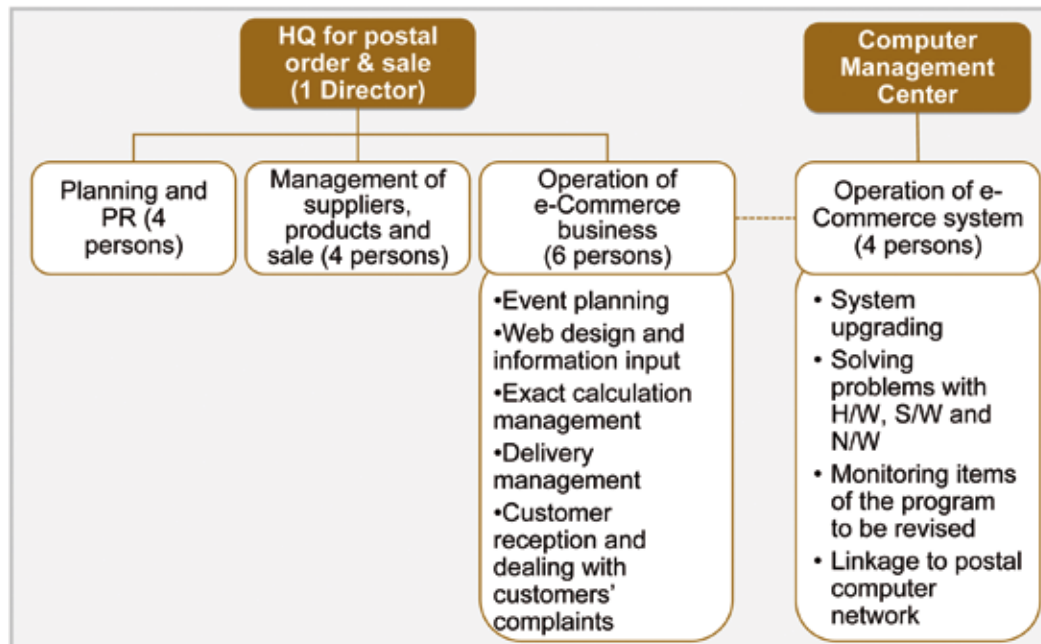 HQ for postal
order & sale
(1 Director)
Computer
Management
Center
Planning and
PR (4
persons)
Management of
suppliers,
products and
sale (4 persons)
Operation of
e-Commerce
business
(6 persons)
Operation of e-
Commerce system
(4 persons)
•Event planning
•Web design and
information input
•Exact calculation
management
•Delivery
management
•Customer
reception and
dealing with
customers’
complaints
• System
upgrading
• Solving
problems with
H/W, S/W and
N/W
• Monitoring items
of the program
to be revised
• Linkage to postal
computer
network